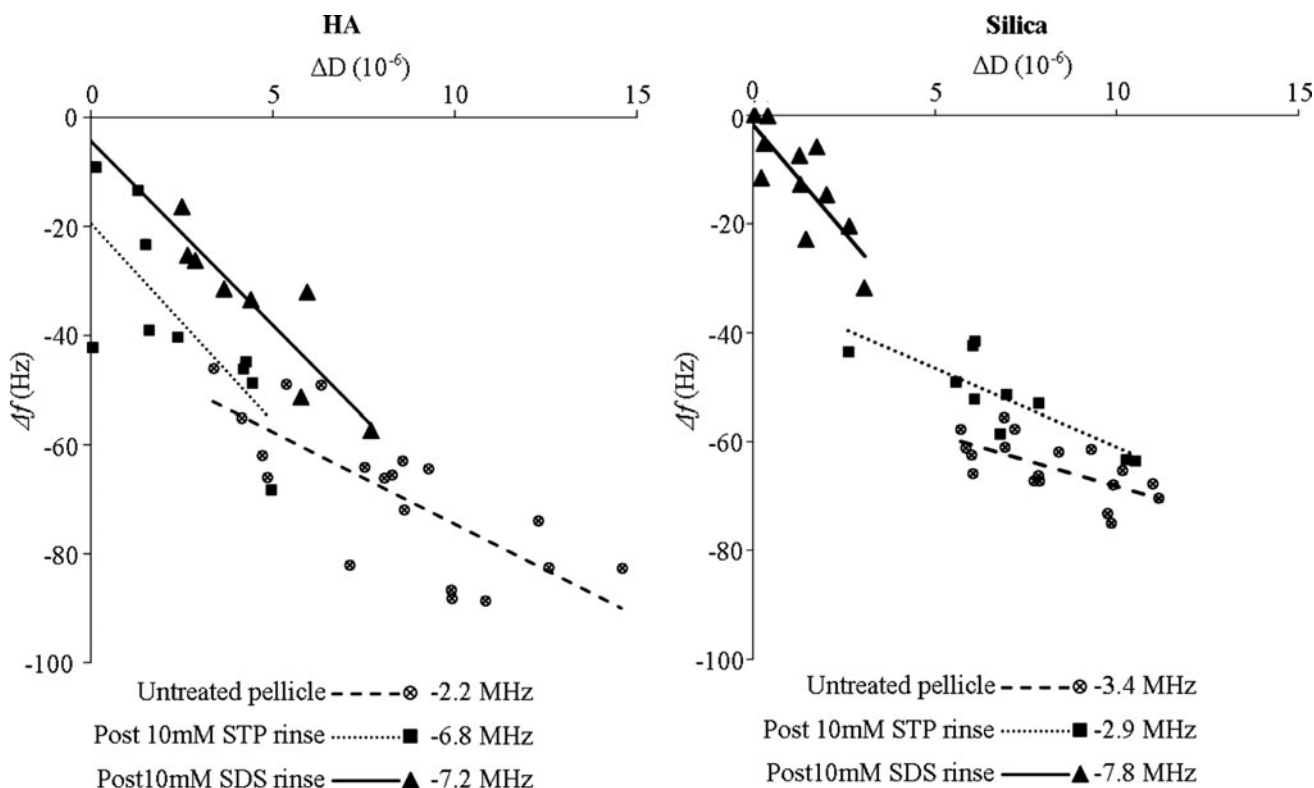 HA
ΔD (10⁻⁶)
0 5 10 15
0
-20
-40
-60
-80
-100
Δf (Hz)
Untreated pellicle -2.2 MHz
Post 10mM STP rinse -6.8 MHz
Post10mM SDS rinse -7.2 MHz
Silica
ΔD (10⁻⁶)
0 5 10 15
0
-20
-40
-60
-80
-100
Δf (Hz)
Untreated pellicle -3.4 MHz
Post 10mM STP rinse -2.9 MHz
Post10mM SDS rinse -7.8 MHz